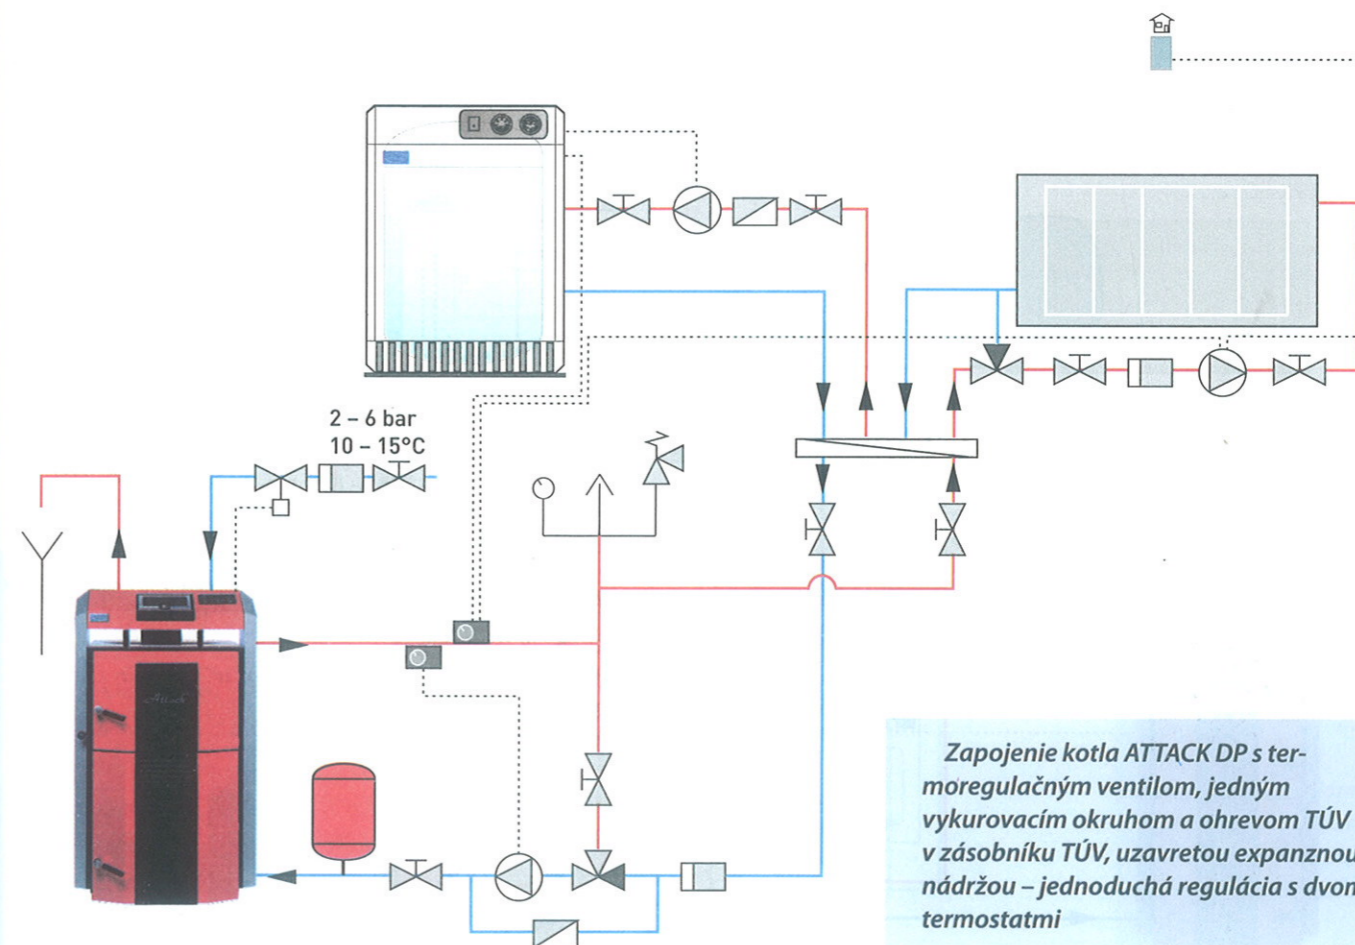 2 – 6 bar
10 – 15°C
Attack
Zapojenie kotla ATTACK DP s ter-
moregulačným ventilom, jedným
vykurovacím okruhom a ohrevom TÚV
v zásobníku TÚV, uzavretou expanznou
nádržou – jednoduchá regulácia s dvom
termostatmi